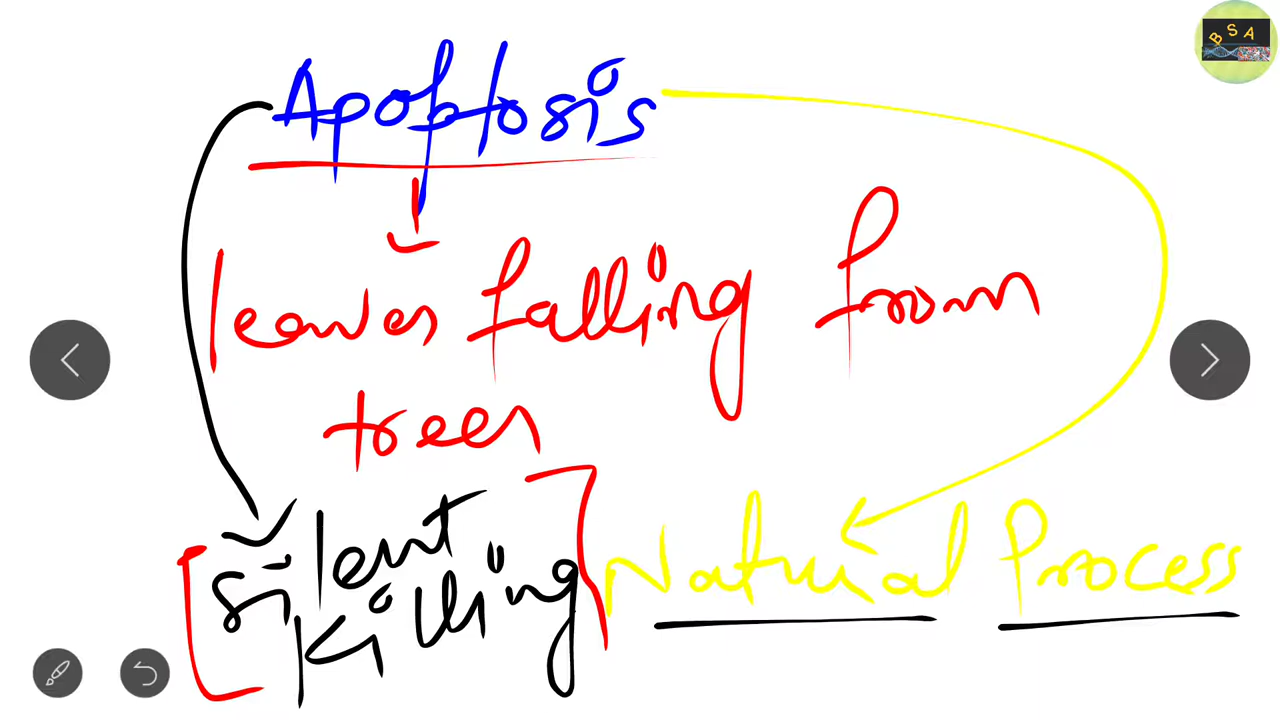 BSA
Apoptosis
leaves falling from
trees
silent
killing
Natural Process